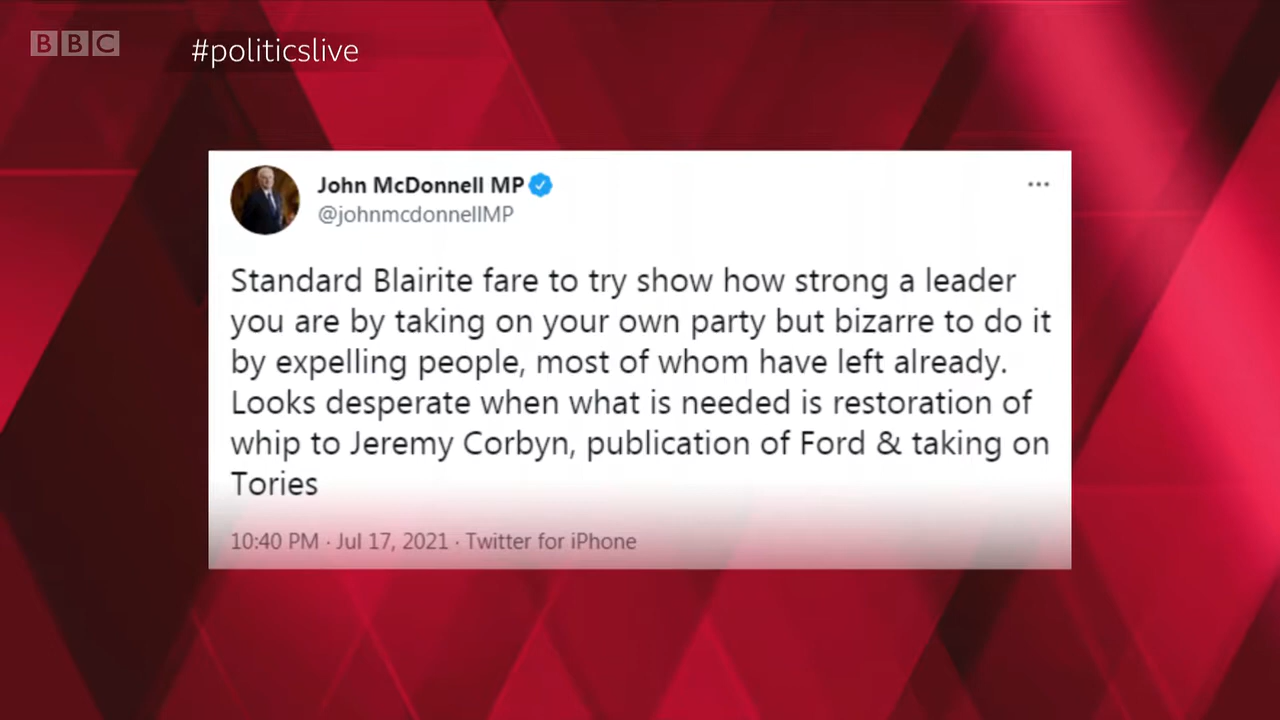 BBC
#politicslive
John McDonnell MP
@johnmcdonnellMP
Standard Blairite fare to try show how strong a leader
you are by taking on your own party but bizarre to do it
by expelling people, most of whom have left already.
Looks desperate when what is needed is restoration of
whip to Jeremy Corbyn, publication of Ford & taking on
Tories
10:40 PM · Jul 17, 2021 · Twitter for iPhone